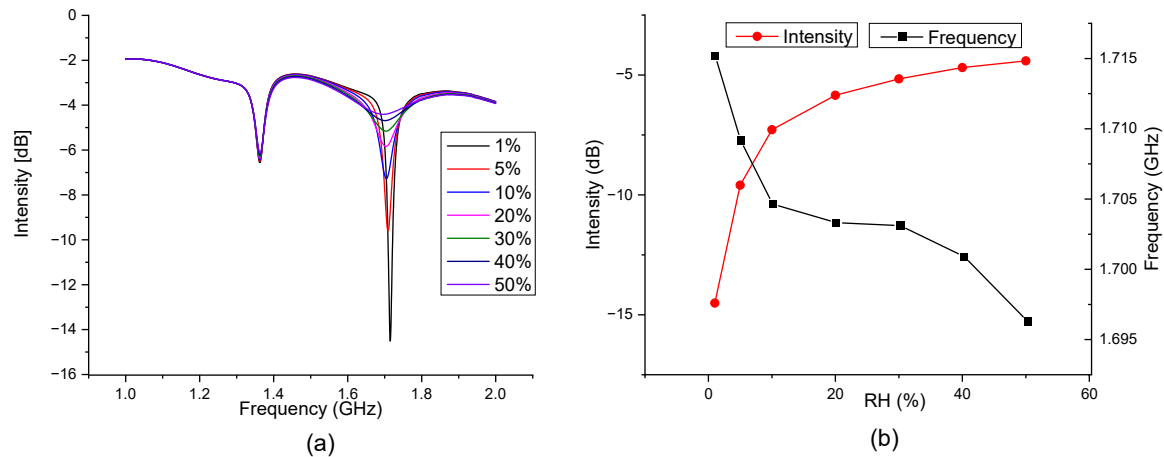 0
−2
−4
−6
−8
−10
−12
−14
−16
Intensity [dB]
1.0 1.2 1.4 1.6 1.8 2.0
Frequency (GHz)
1%
5%
10%
20%
30%
40%
50%
(a)
Intensity
Frequency
−5
−10
−15
Intensity (dB)
1.715
1.710
1.705
1.700
1.695
Frequency (GHz)
0 20 40 60
RH (%)
(b)